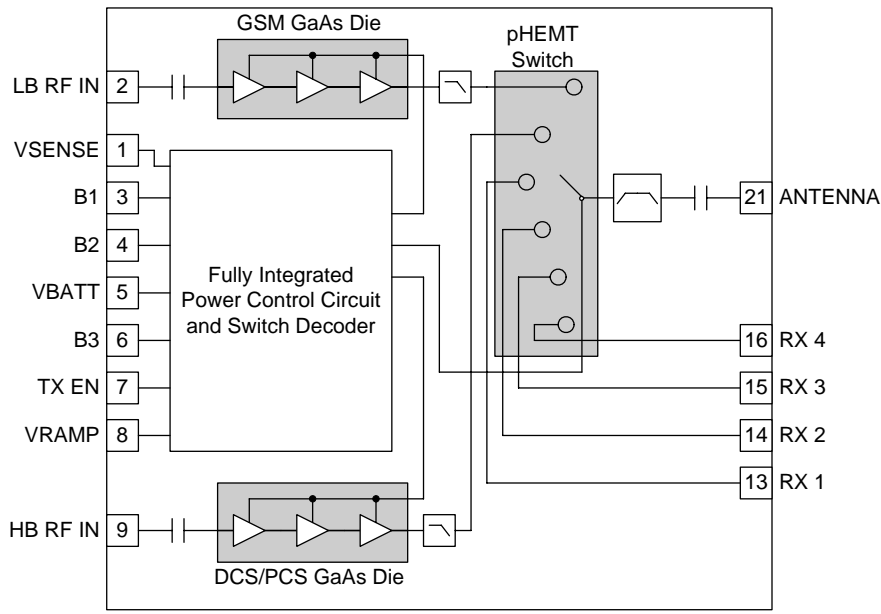 GSM GaAs Die
pHEMT
Switch
LB RF IN 2
VSENSE 1
B1 3
B2 4
VBATT 5
B3 6
TX EN 7
VRAMP 8
Fully Integrated
Power Control Circuit
and Switch Decoder
21 ANTENNA
16 RX 4
15 RX 3
14 RX 2
13 RX 1
HB RF IN 9
DCS/PCS GaAs Die